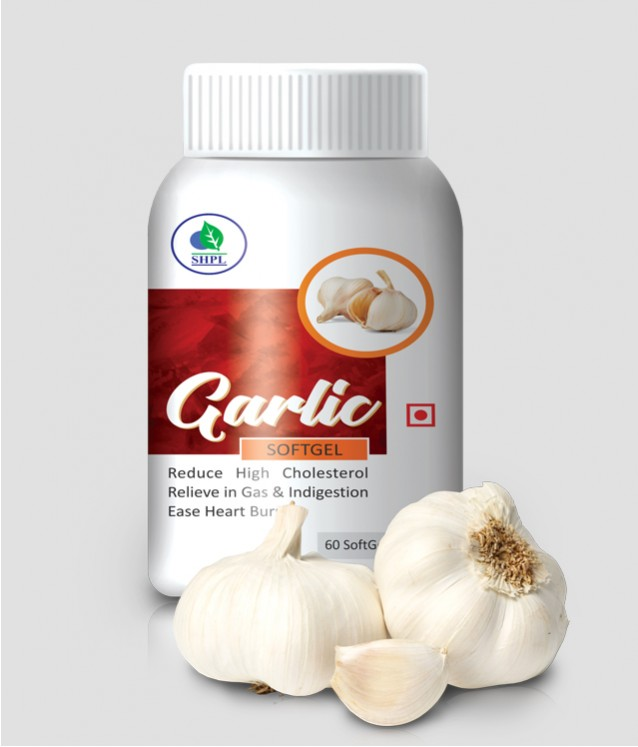 SHPL
Garlic
SOFTGEL
Reduce High Cholesterol
Relieve in Gas & Indigestion
Ease Heart
60